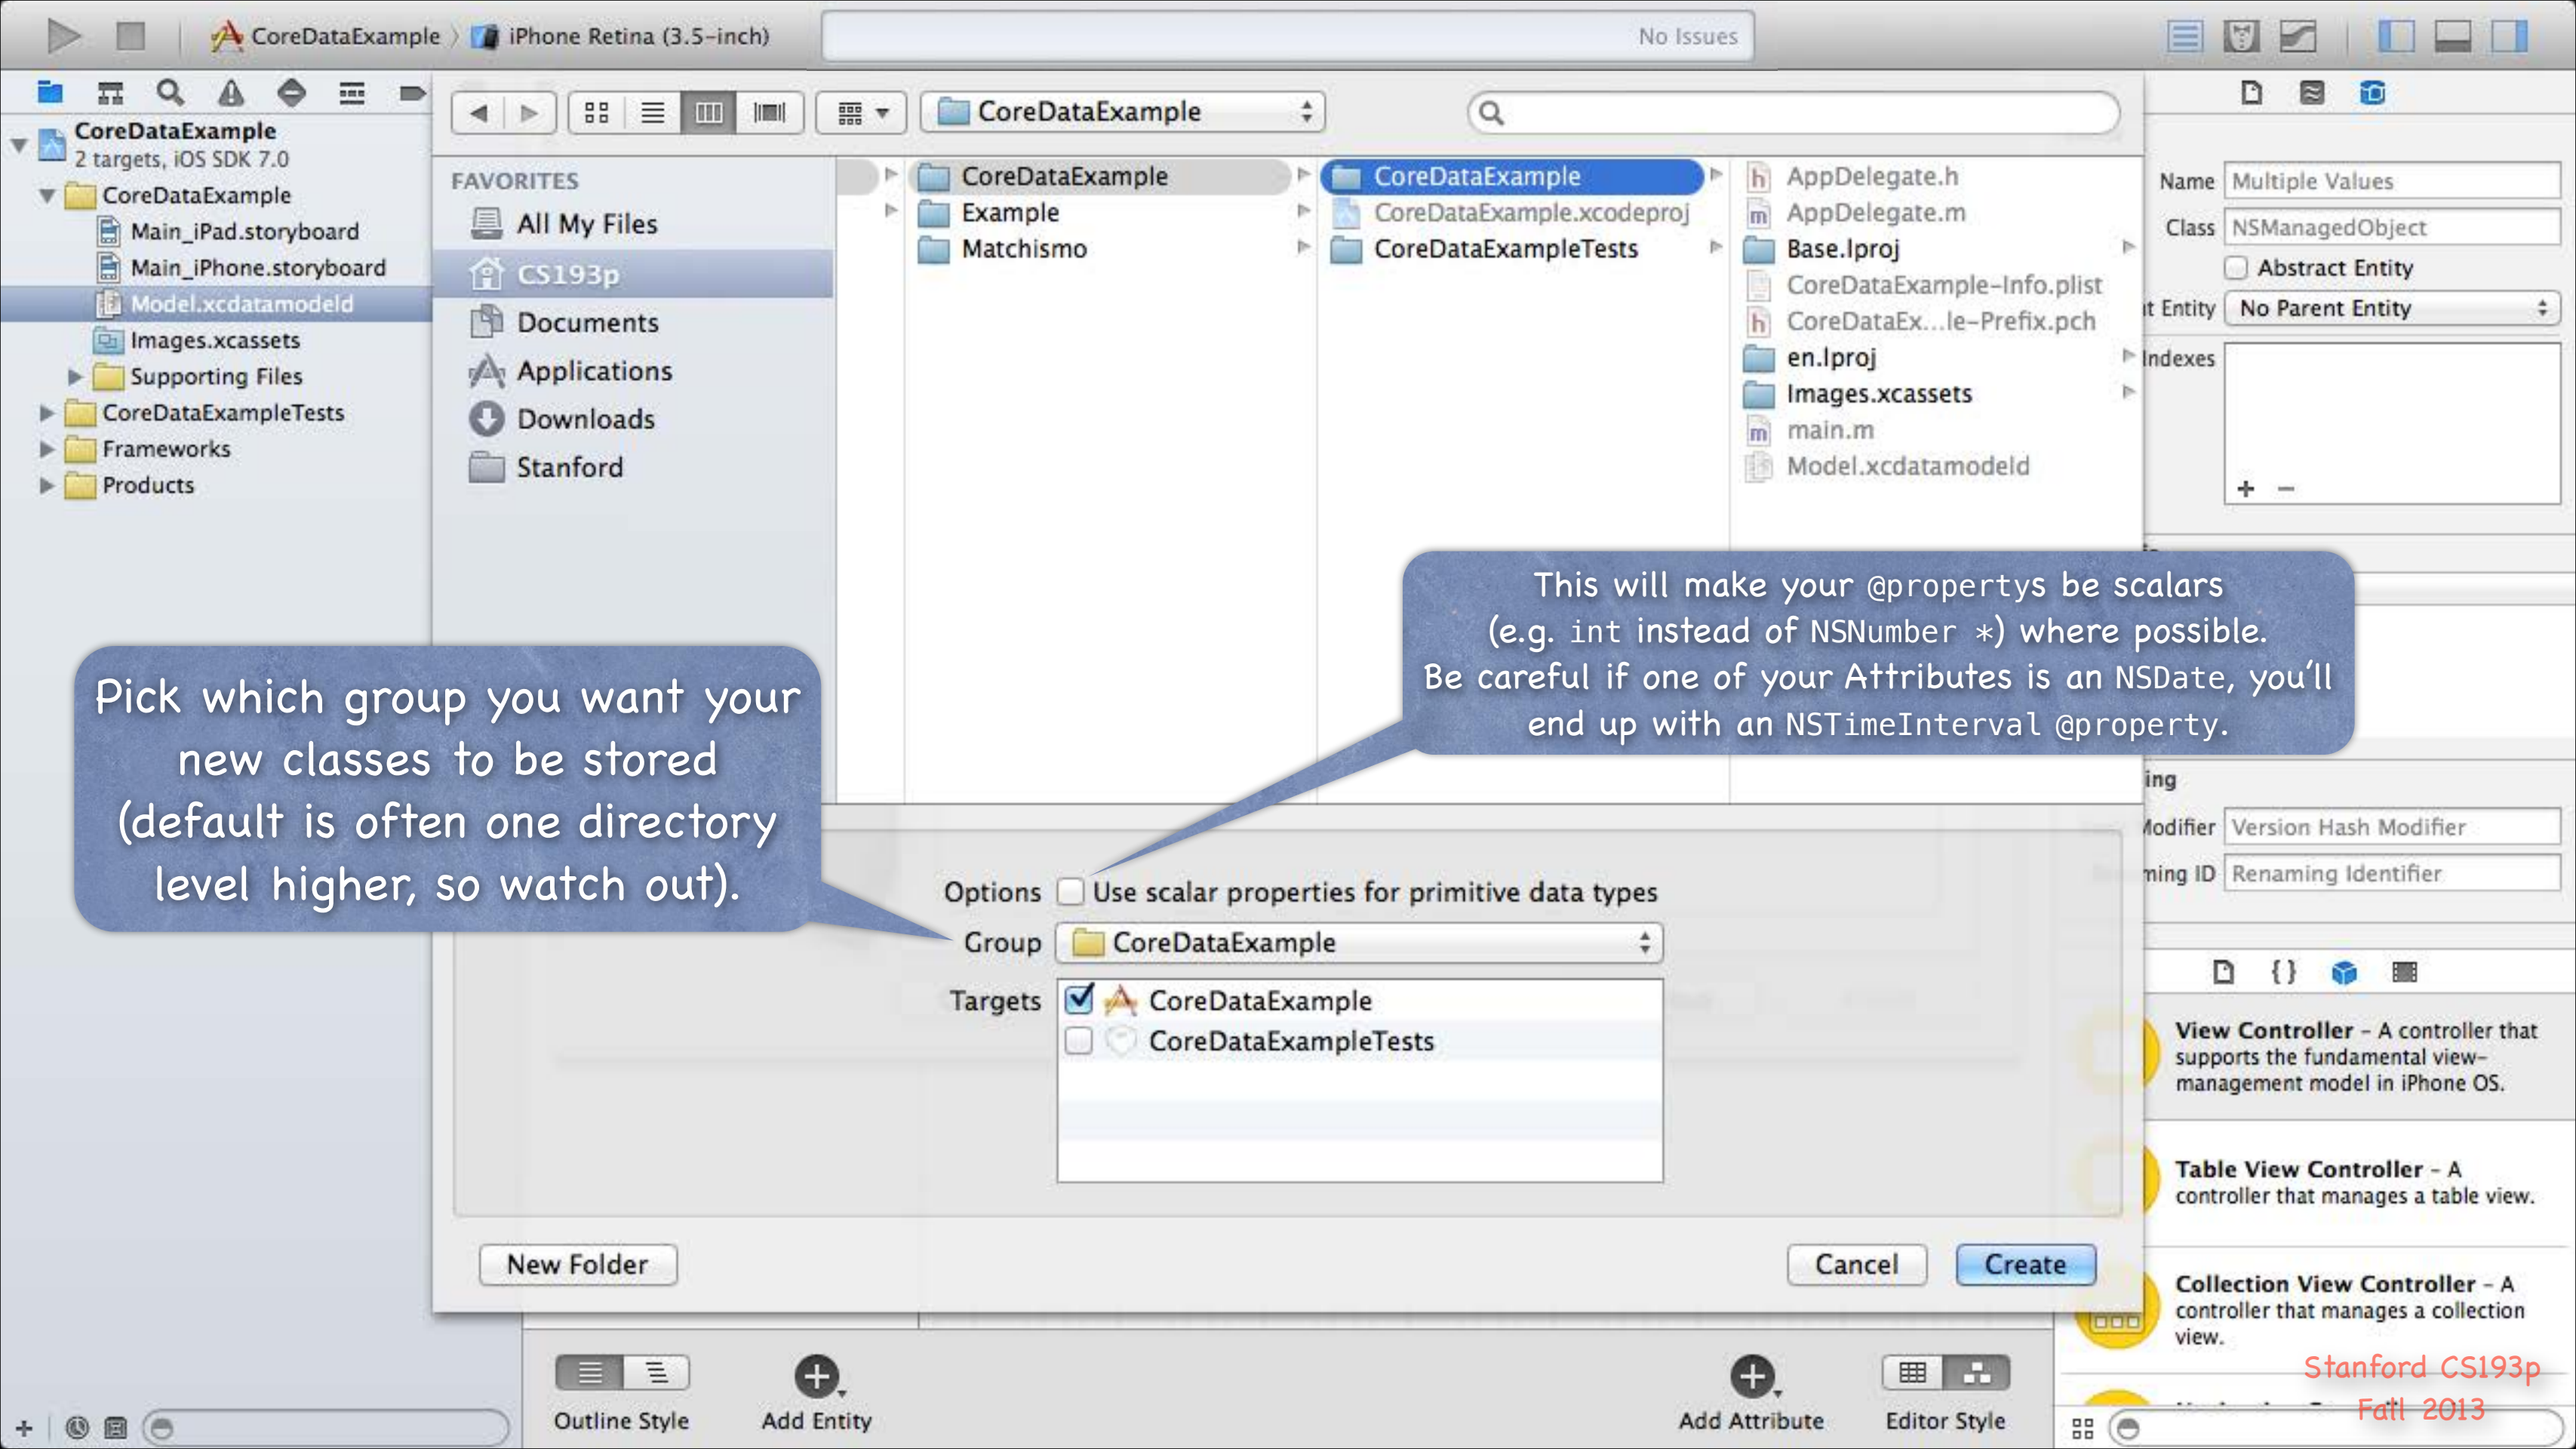 CoreDataExample
iPhone Retina (3.5-inch)
No Issues
CoreDataExample
2 targets, iOS SDK 7.0
CoreDataExample
Main_iPad.storyboard
Main_iPhone.storyboard
Model.xcdatamodeld
Images.xcassets
Supporting Files
CoreDataExampleTests
Frameworks
Products
CoreDataExample
FAVORITES
All My Files
CS193p
Documents
Applications
Downloads
Stanford
CoreDataExample
Example
Matchismo
CoreDataExample
CoreDataExample.xcodeproj
CoreDataExampleTests
AppDelegate.h
AppDelegate.m
Base.lproj
CoreDataExample-Info.plist
CoreDataEx...le-Prefix.pch
en.lproj
Images.xcassets
main.m
Model.xcdatamodeld
Name Multiple Values
Class NSManagedObject
Abstract Entity
t Entity No Parent Entity
Indexes
This will make your @propertys be scalars
(e.g. int instead of NSNumber *) where possible.
Be careful if one of your Attributes is an NSDate, you'll
end up with an NSTimeInterval @property.
Pick which group you want your
new classes to be stored
(default is often one directory
level higher, so watch out).
Options Use scalar properties for primitive data types
Group CoreDataExample
Targets CoreDataExample
CoreDataExampleTests
New Folder
Cancel
Create
ing
Modifier Version Hash Modifier
ming ID Renaming Identifier
View Controller - A controller that
supports the fundamental view-
management model in iPhone OS.
Table View Controller - A
controller that manages a table view.
Collection View Controller - A
controller that manages a collection
view.
Outline Style
Add Entity
Add Attribute
Editor Style
Stanford CS193p
Fall 2013